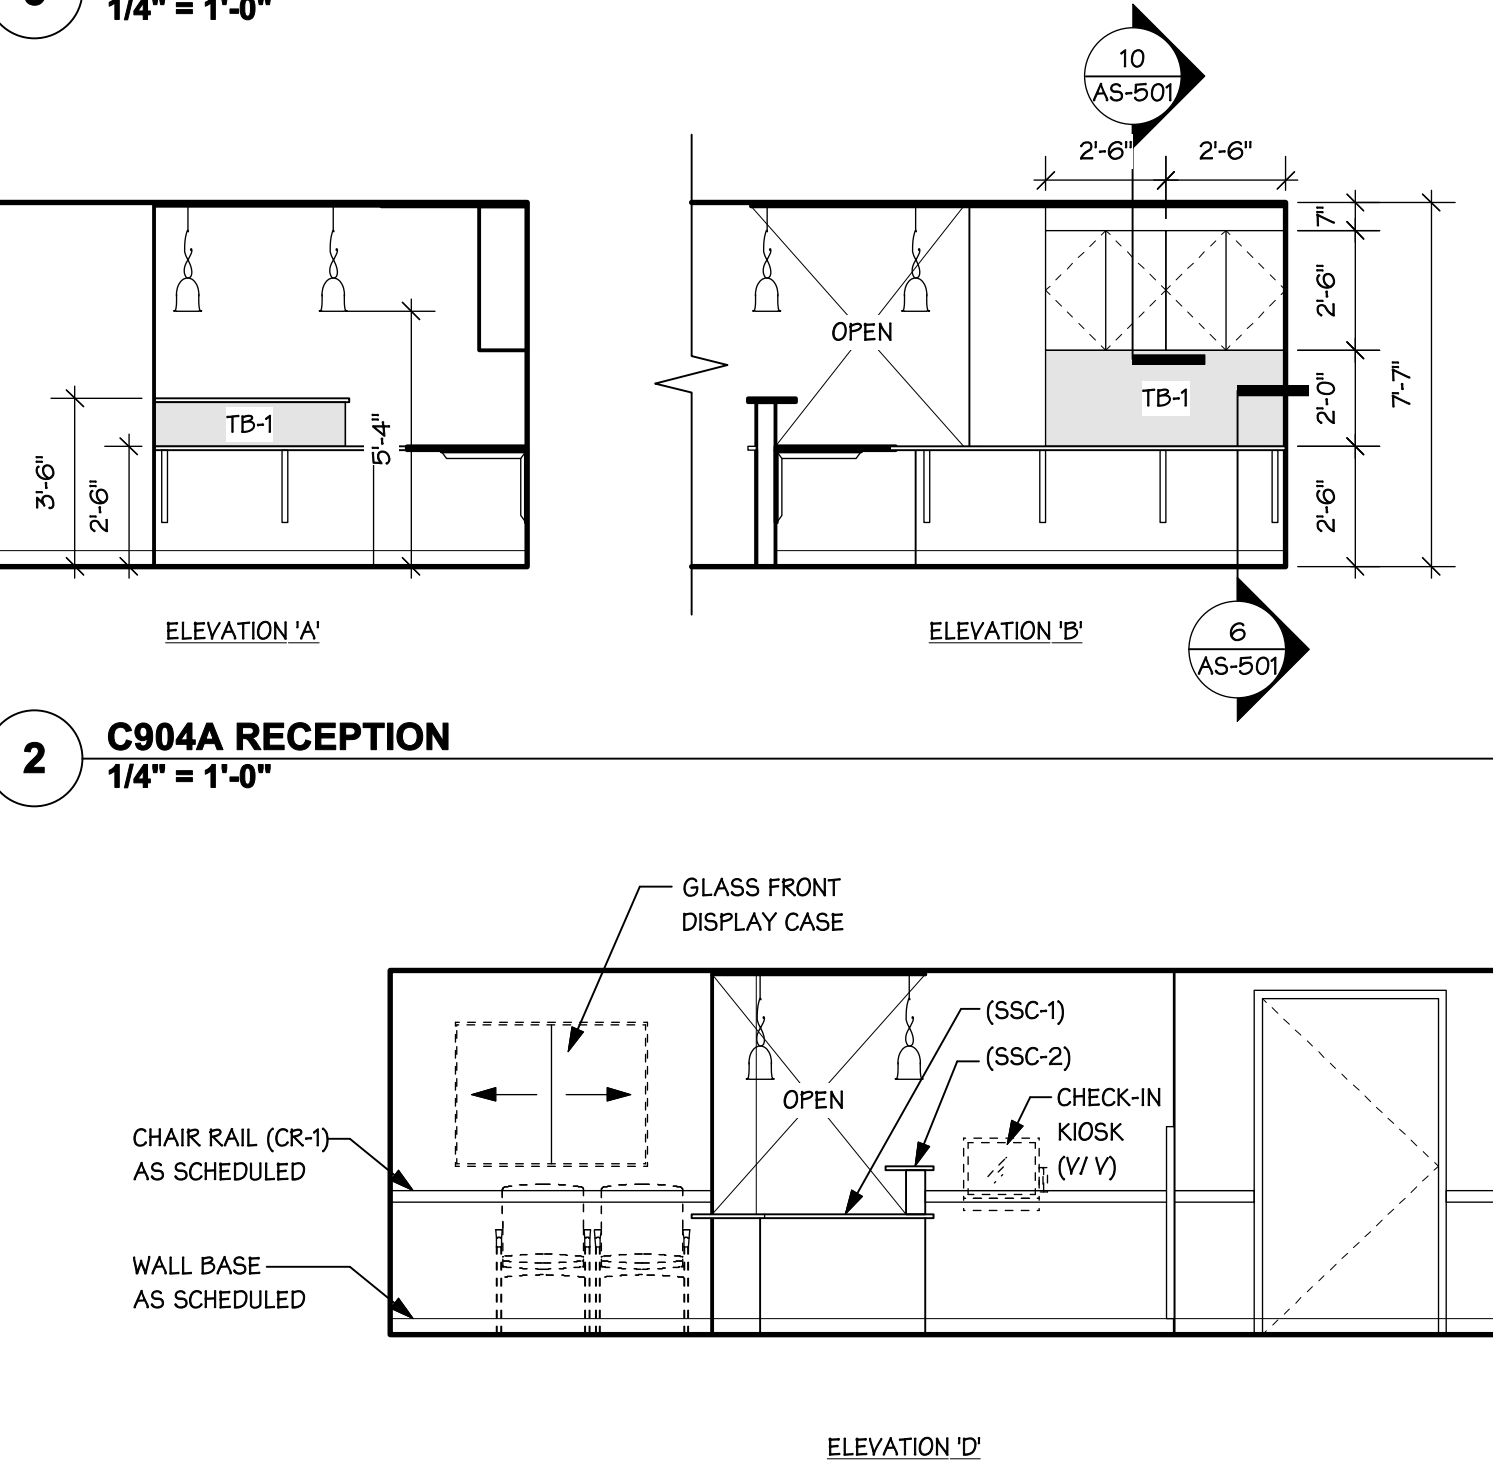 1/4" = 1'-0"
10
AS-501
2'-6" 2'-6"
7"
2'-6"
OPEN
7'-7"
2'-0"
TB-1
TB-1
5'-4"
3'-6"
2'-6"
2'-6"
ELEVATION 'A'
ELEVATION 'B'
6
AS-501
2
C904A RECEPTION
1/4" = 1'-0"
GLASS FRONT
DISPLAY CASE
(SSC-1)
(SSC-2)
OPEN
CHECK-IN
KIOSK
(V/ V)
CHAIR RAIL (CR-1)
AS SCHEDULED
WALL BASE
AS SCHEDULED
ELEVATION 'D'